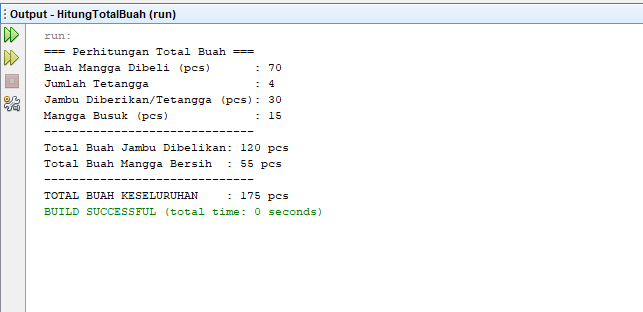 Output - HitungTotalBuah (run)
run:
=== Perhitungan Total Buah ===
Buah Mangga Dibeli (pcs)      : 70
Jumlah Tetangga               : 4
Jambu Diberikan/Tetangga (pcs): 30
Mangga Busuk (pcs)            : 15
------------------------------
Total Buah Jambu Dibelikan: 120 pcs
Total Buah Mangga Bersih  : 55 pcs
------------------------------
TOTAL BUAH KESELURUHAN    : 175 pcs
BUILD SUCCESSFUL (total time: 0 seconds)